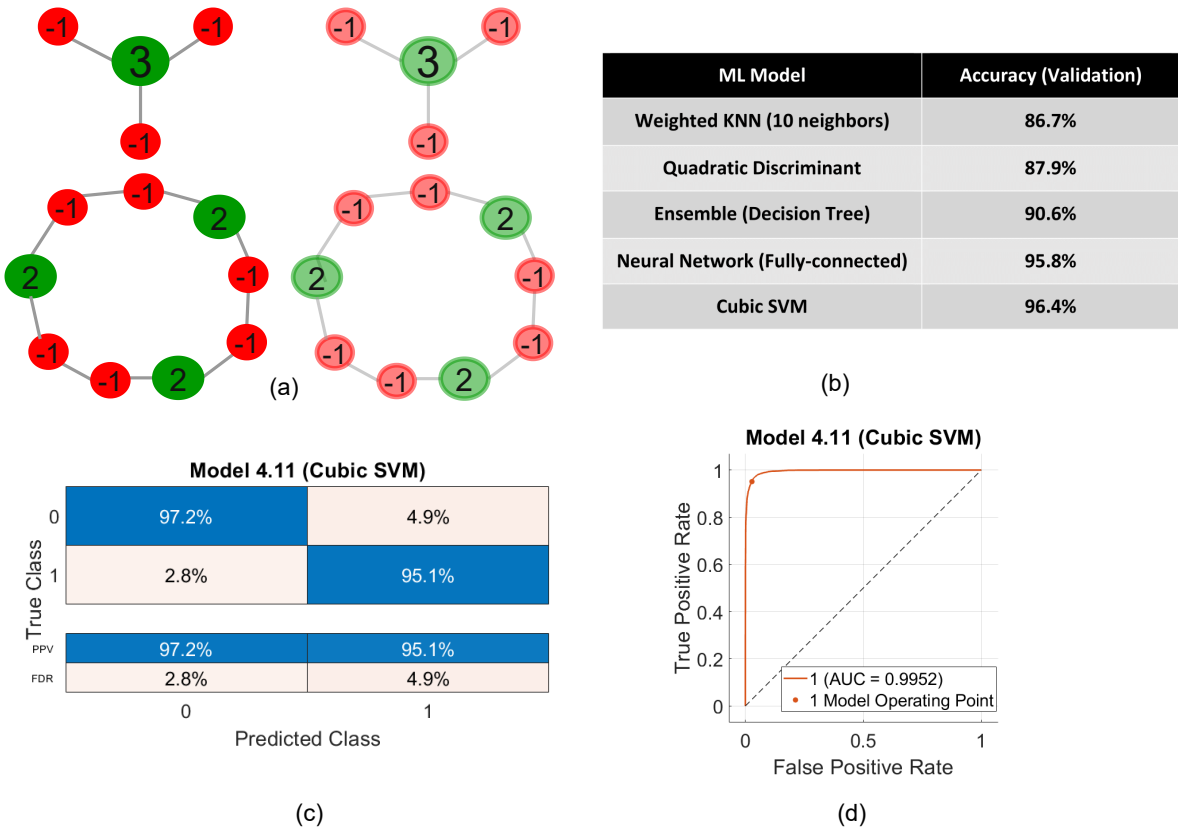 -1 -1 -1 -1
3 3
-1 -1
-1 -1
-1 2 -1 2
2 -1 2 -1
-1 -1 -1 -1
-1 2 -1 2
(a)
ML Model Accuracy (Validation)
Weighted KNN (10 neighbors) 86.7%
Quadratic Discriminant 87.9%
Ensemble (Decision Tree) 90.6%
Neural Network (Fully-connected) 95.8%
Cubic SVM 96.4%
(b)
Model 4.11 (Cubic SVM)
0 97.2% 4.9%
1 2.8% 95.1%
True Class
PPV 97.2% 95.1%
FDR 2.8% 4.9%
0 1
Predicted Class
(c)
Model 4.11 (Cubic SVM)
1
0.8
0.6
0.4
0.2
0
True Positive Rate
1 (AUC = 0.9952)
1 Model Operating Point
0 0.5 1
False Positive Rate
(d)